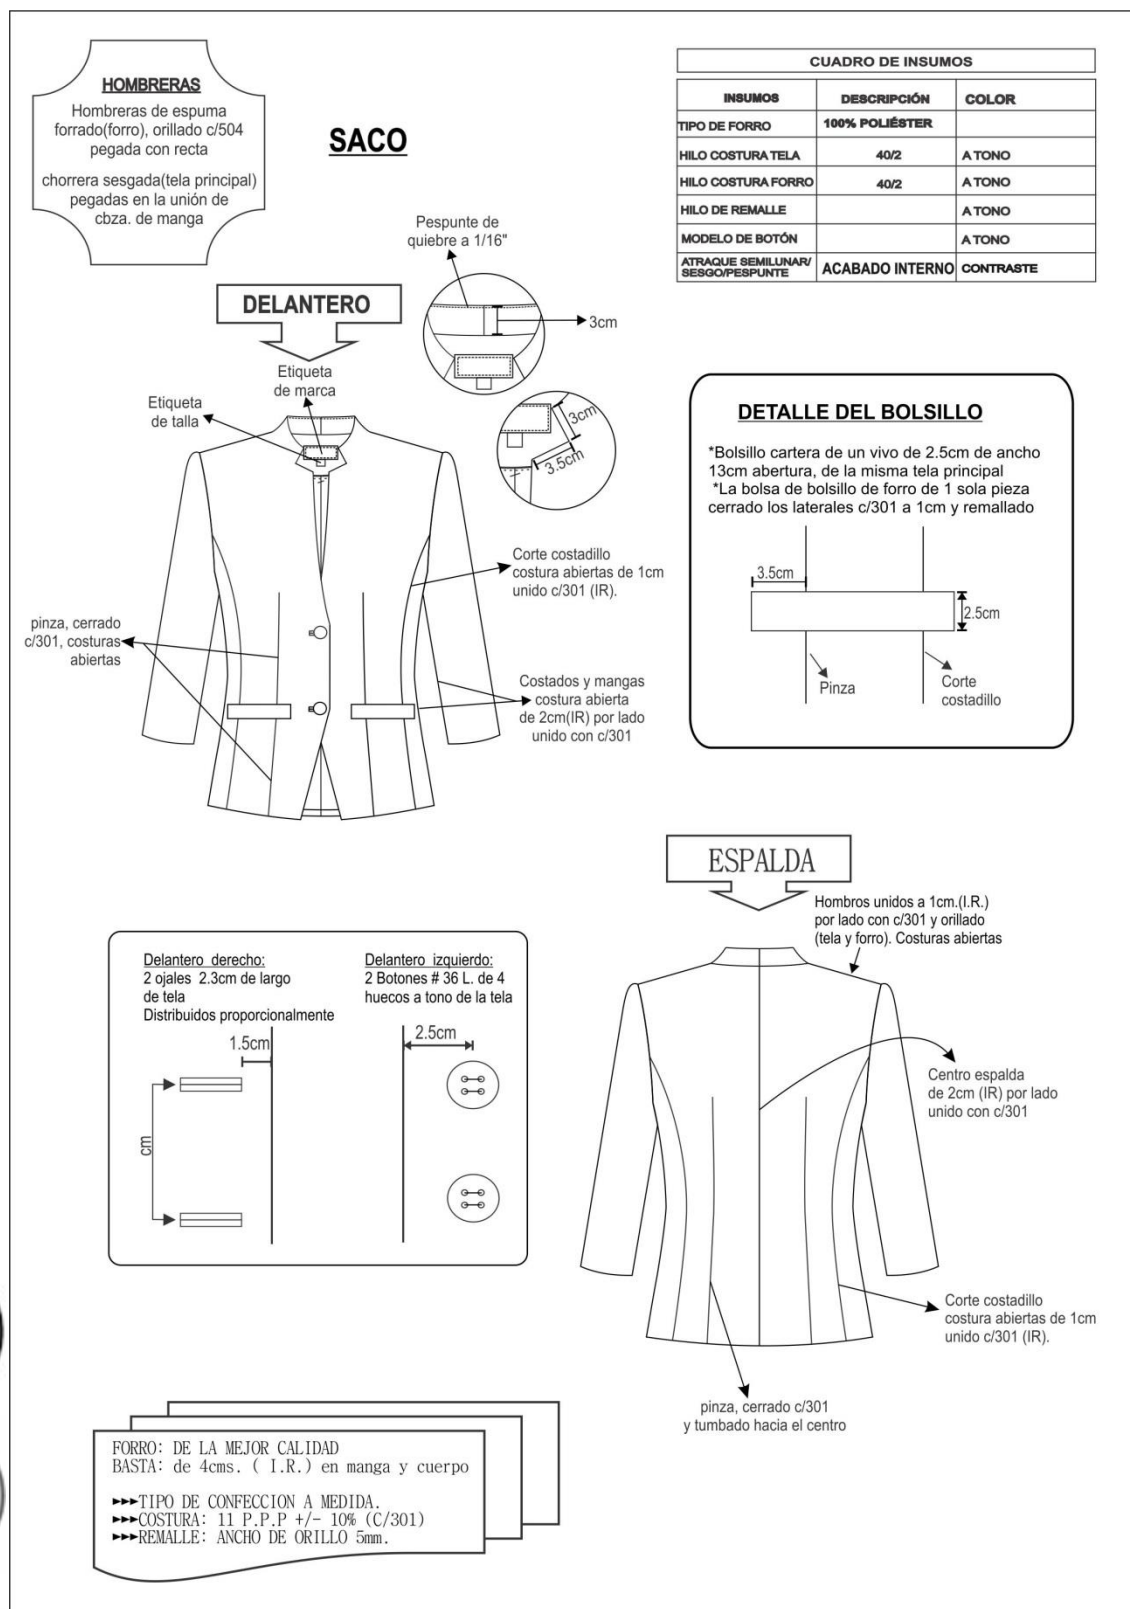 HOMBRERAS
Hombreras de espuma
forrado(forro), orillado c/504
pegada con recta
chorrera sesgada(tela principal)
pegadas en la unión de
cbza. de manga
SACO
CUADRO DE INSUMOS
INSUMOS DESCRIPCIÓN COLOR
TIPO DE FORRO 100% POLIÉSTER
HILO COSTURA TELA 40/2 A TONO
HILO COSTURA FORRO 40/2 A TONO
HILO DE REMALLE A TONO
MODELO DE BOTÓN A TONO
ATRAQUE SEMILUNAR/
SESGO/PESPUNTE ACABADO INTERNO CONTRASTE
Pespunte de
quiebre a 1/16"
3cm
DELANTERO
Etiqueta
de marca
Etiqueta
de talla
3cm
3.5cm
Corte costadillo
costura abiertas de 1cm
unido c/301 (IR).
pinza, cerrado
c/301, costuras
abiertas
Costados y mangas
costura abierta
de 2cm(IR) por lado
unido con c/301
DETALLE DEL BOLSILLO
*Bolsillo cartera de un vivo de 2.5cm de ancho
13cm abertura, de la misma tela principal
*La bolsa de bolsillo de forro de 1 sola pieza
cerrado los laterales c/301 a 1cm y remallado
3.5cm
2.5cm
Pinza
Corte
costadillo
ESPALDA
Hombros unidos a 1cm.(I.R.)
por lado con c/301 y orillado
(tela y forro). Costuras abiertas
Centro espalda
de 2cm (IR) por lado
unido con c/301
Corte costadillo
costura abiertas de 1cm
unido c/301 (IR).
pinza, cerrado c/301
y tumbado hacia el centro
Delantero derecho:
2 ojales 2.3cm de largo
de tela
Distribuidos proporcionalmente
1.5cm
cm
Delantero izquierdo:
2 Botones # 36 L. de 4
huecos a tono de la tela
2.5cm
FORRO: DE LA MEJOR CALIDAD
BASTA: de 4cms. ( I.R.) en manga y cuerpo
►►►TIPO DE CONFECCION A MEDIDA.
►►►COSTURA: 11 P.P.P +/- 10% (C/301)
►►►REMALLE: ANCHO DE ORILLO 5mm.